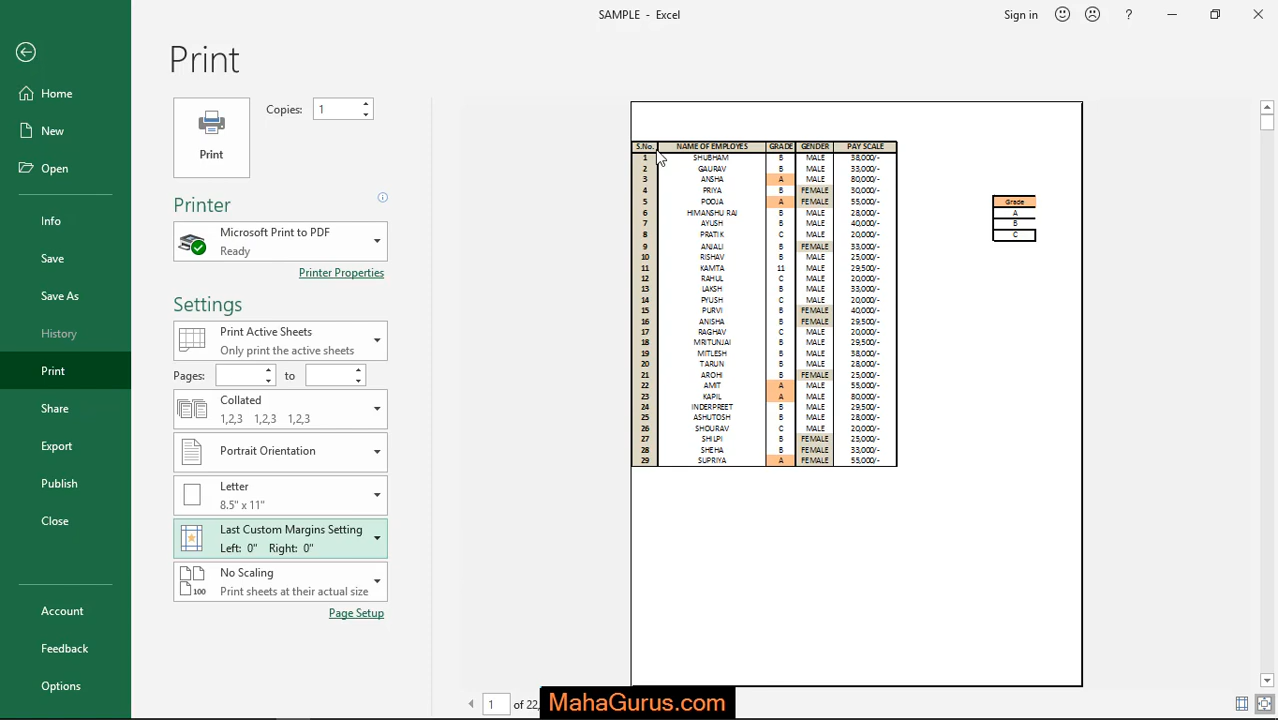 SAMPLE - Excel
Sign in
?
Print
Home
New
Open
Info
Save
Save As
History
Print
Share
Export
Publish
Close
Account
Feedback
Options
Print
Copies: 1
Printer
Microsoft Print to PDF
Ready
Printer Properties
Settings
Print Active Sheets
Only print the active sheets
Pages: to
Collated
1,2,3 1,2,3 1,2,3
Portrait Orientation
Letter
8.5" x 11"
Last Custom Margins Setting
Left: 0" Right: 0"
No Scaling
100 Print sheets at their actual size
Page Setup
S.No. NAME OF EMPLOYES GRADE GENDER PAY SCALE
1 SHUBHAM B MALE 38,000/-
2 GAURAV B MALE 33,000/-
3 ANSHA A MALE 80,000/-
4 PRIYA B FEMALE 30,000/-
5 POOJA A FEMALE 55,000/-
6 HIMANSHU RAJ B MALE 28,000/-
7 AYUSH B MALE 40,000/-
8 PRATIK C MALE 20,000/-
9 ANJALI B FEMALE 33,000/-
10 RISHAV B MALE 25,000/-
11 KAMTA 11 MALE 29,500/-
12 RAHUL C MALE 20,000/-
13 LAKSH B MALE 33,000/-
14 PYUSH C MALE 20,000/-
15 PURVI B FEMALE 40,000/-
16 ANISHA B FEMALE 29,500/-
17 RAGHAV C MALE 20,000/-
18 MRITUNJAI B MALE 29,500/-
19 MITLESH B MALE 38,000/-
20 TARUN B MALE 28,000/-
21 AROHI B FEMALE 25,000/-
22 AMIT A MALE 55,000/-
23 KAPIL A MALE 80,000/-
24 INDERPREET B MALE 29,500/-
25 ASHUTOSH B MALE 28,000/-
26 SHOURAV C MALE 20,000/-
27 SHILPI B FEMALE 25,000/-
28 SHEHA B FEMALE 33,000/-
29 SUPRIYA A FEMALE 55,000/-
Grade
A
B
C
1 of 22,
MahaGurus.com